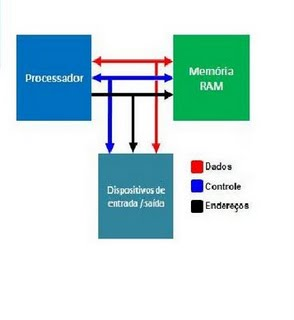 Processador
Memória
RAM
Dispositivos de
entrada / saída
Dados
Controle
Endereços